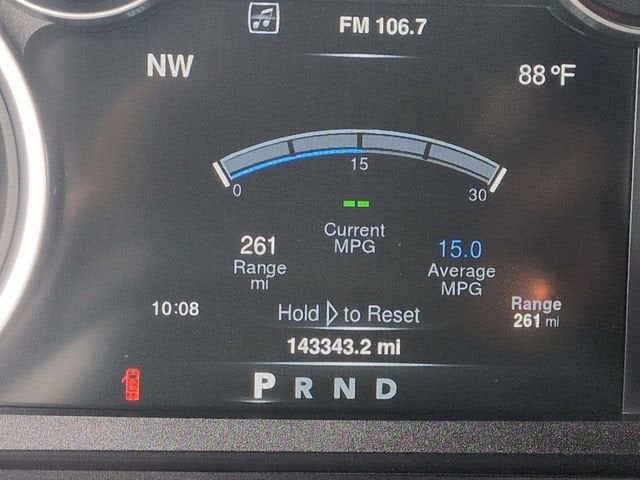 FM 106.7
NW
88 °F
0
15
30
--
Current
MPG
261
Range
mi
15.0
Average
MPG
10:08
Hold ▷ to Reset
Range
261 mi
143343.2 mi
P R N D